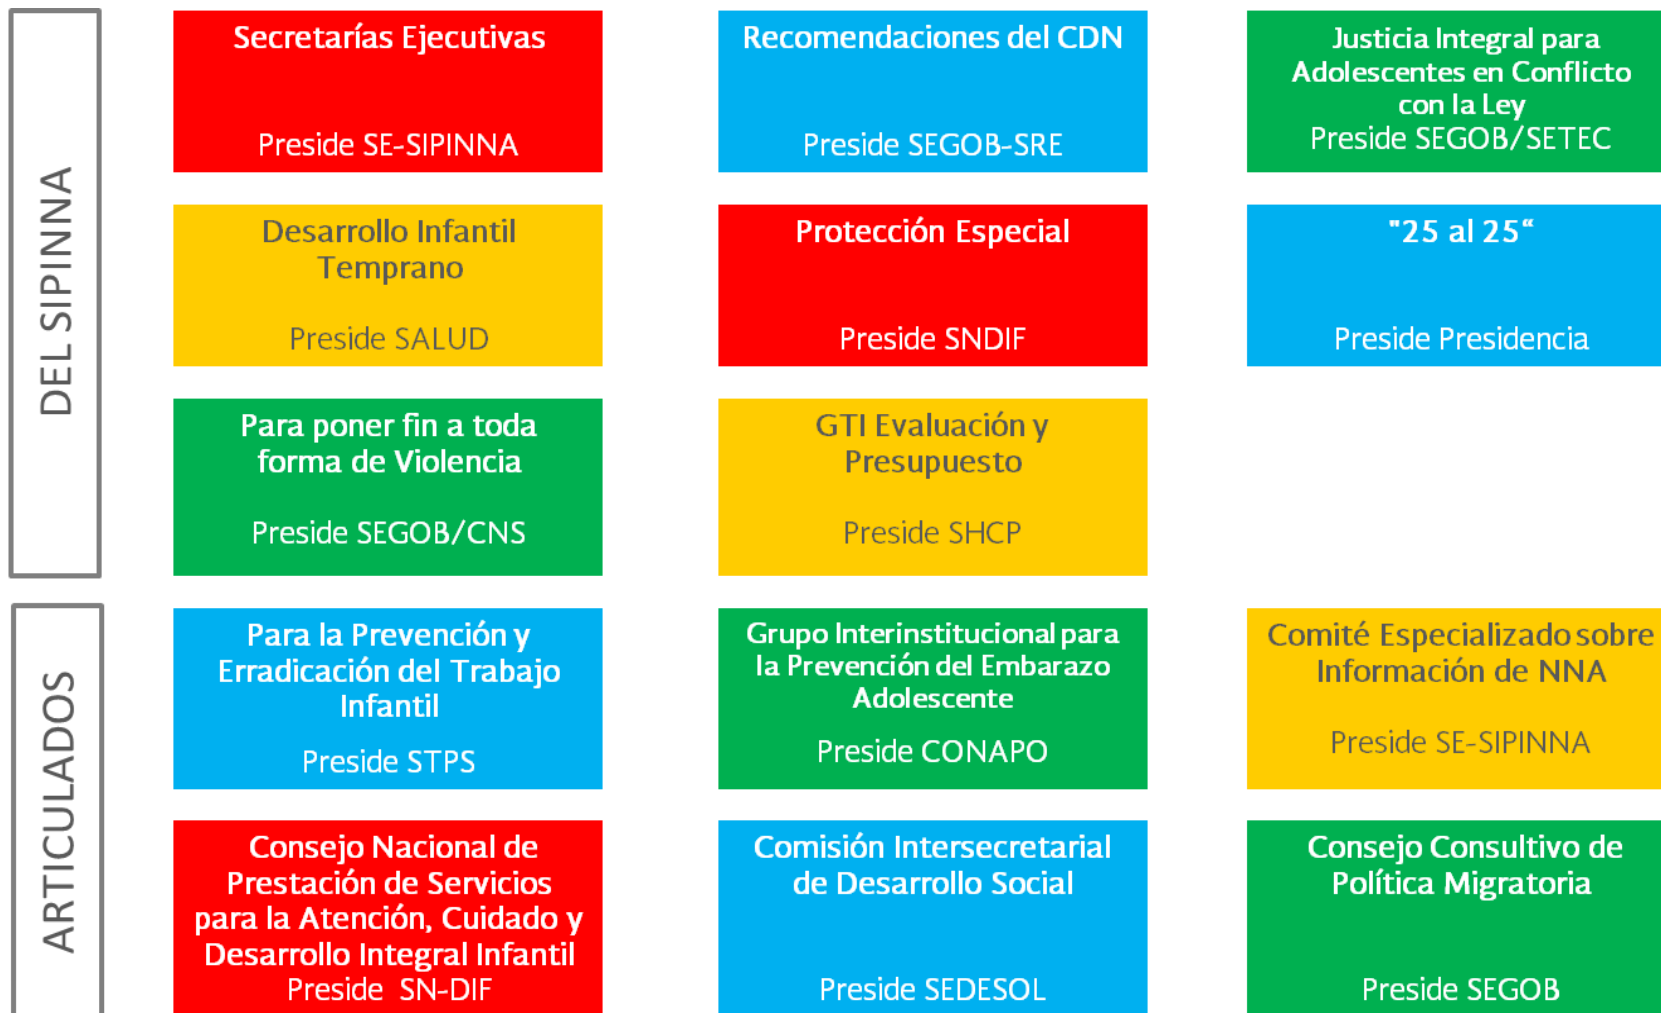 DEL SIPINNA
Secretarías Ejecutivas
Preside SE-SIPINNA
Recomendaciones del CDN
Preside SEGOB-SRE
Justicia Integral para
Adolescentes en Conflicto
con la Ley
Preside SEGOB/SETEC
Desarrollo Infantil
Temprano
Preside SALUD
Protección Especial
Preside SNDIF
"25 al 25“
Preside Presidencia
Para poner fin a toda
forma de Violencia
Preside SEGOB/CNS
GTI Evaluación y
Presupuesto
Preside SHCP
ARTICULADOS
Para la Prevención y
Erradicación del Trabajo
Infantil
Preside STPS
Grupo Interinstitucional para
la Prevención del Embarazo
Adolescente
Preside CONAPO
Comité Especializado sobre
Información de NNA
Preside SE-SIPINNA
Consejo Nacional de
Prestación de Servicios
para la Atención, Cuidado y
Desarrollo Integral Infantil
Preside SN-DIF
Comisión Intersecretarial
de Desarrollo Social
Preside SEDESOL
Consejo Consultivo de
Política Migratoria
Preside SEGOB